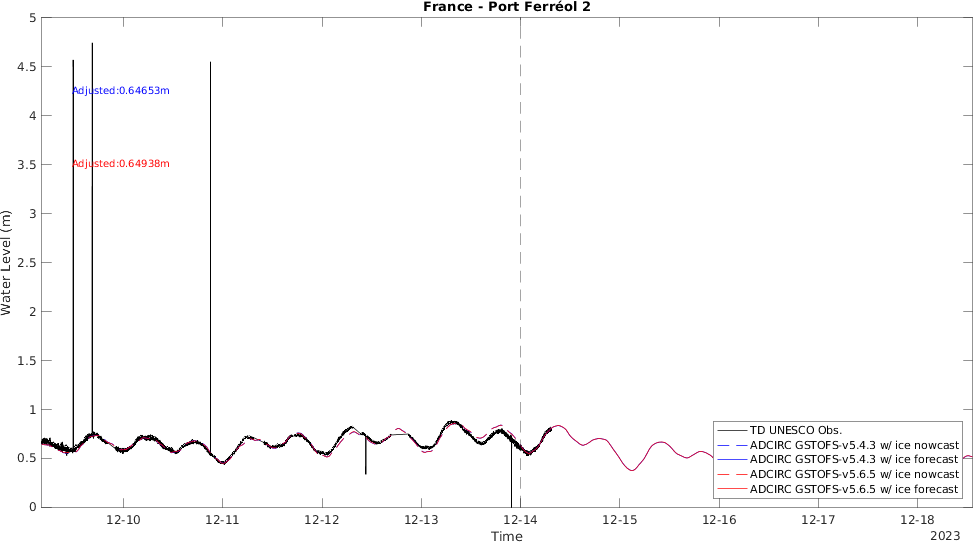 France - Port Ferréol 2
5
4.5
4
3.5
3
2.5
2
1.5
1
0.5
0
Water Level (m)
Adjusted:0.64653m
Adjusted:0.64938m
TD UNESCO Obs.
ADCIRC GSTOFS-v5.4.3 w/ ice nowcast
ADCIRC GSTOFS-v5.4.3 w/ ice forecast
ADCIRC GSTOFS-v5.6.5 w/ ice nowcast
ADCIRC GSTOFS-v5.6.5 w/ ice forecast
12-10 12-11 12-12 12-13 12-14 12-15 12-16 12-17 12-18
Time
2023